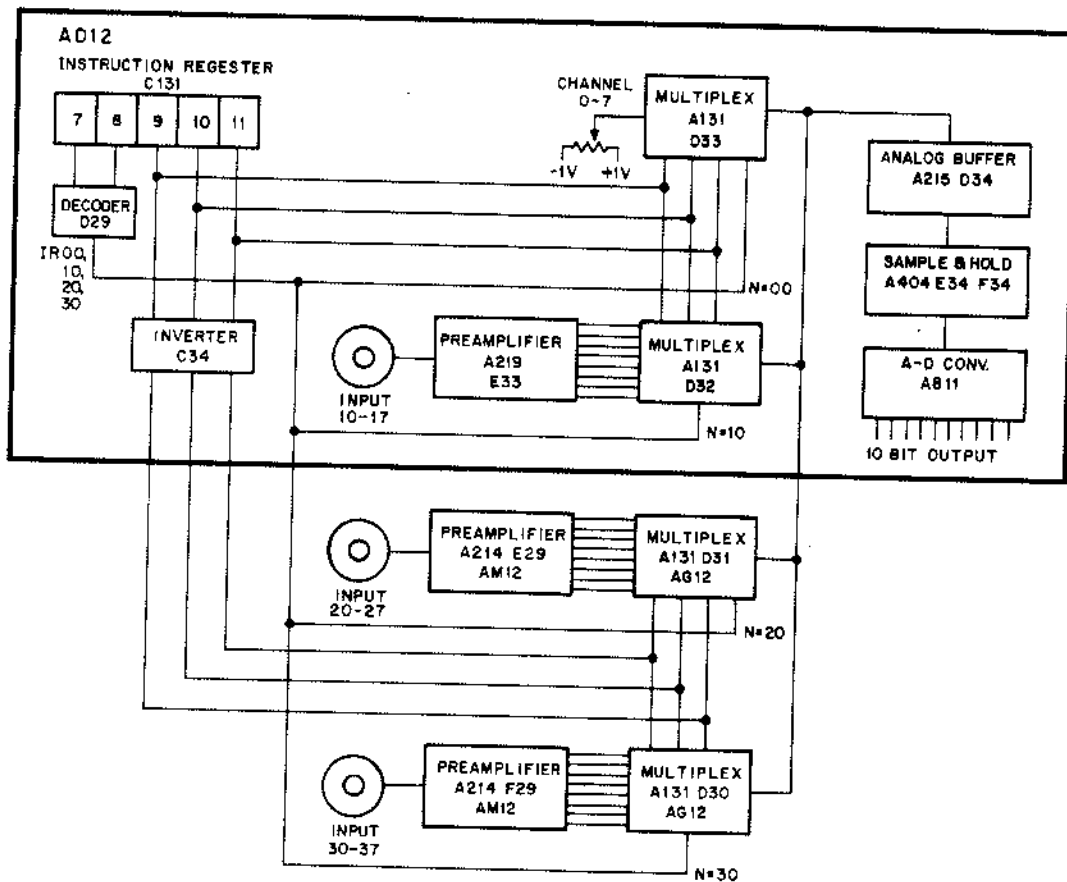 AD12
INSTRUCTION REGESTER
C131
7 8 9 10 11
DECODER
D29
IR00,
10,
20,
30
INVERTER
C34
CHANNEL
0-7
-1V +1V
MULTIPLEX
A131
D33
N=00
ANALOG BUFFER
A215 D34
SAMPLE & HOLD
A404 E34 F34
A-D CONV.
A811
10 BIT OUTPUT
INPUT
10-17
PREAMPLIFIER
A219
E33
MULTIPLEX
A131
D32
N=10
INPUT
20-27
PREAMPLIFIER
A214 E29
AM12
MULTIPLEX
A131 D31
AG12
N=20
INPUT
30-37
PREAMPLIFIER
A214 F29
AM12
MULTIPLEX
A131 D30
AG12
N=30